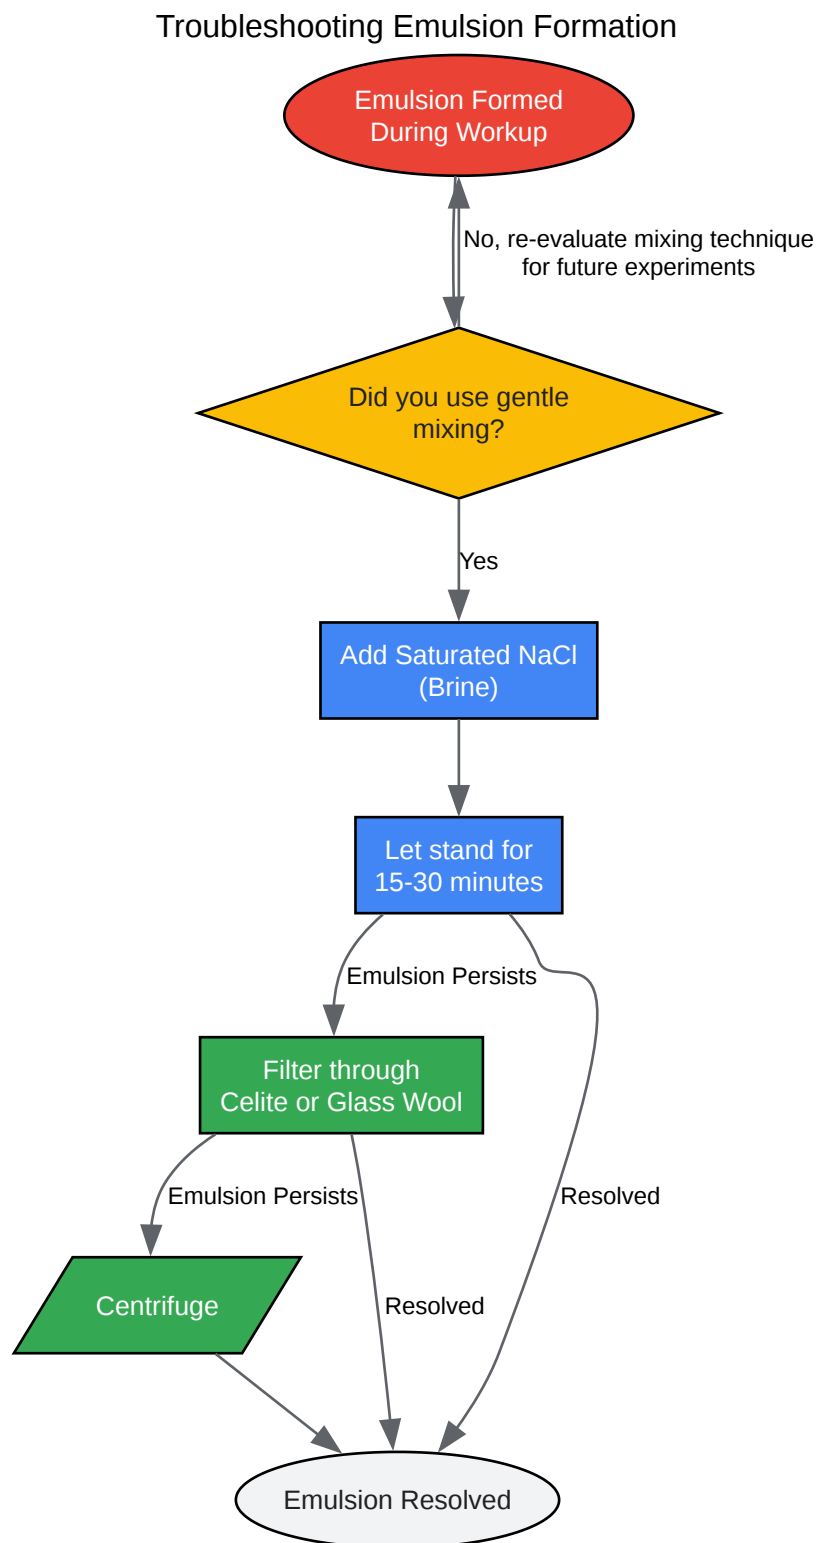 Troubleshooting Emulsion Formation
Emulsion Formed
During Workup
No, re-evaluate mixing technique
for future experiments
Did you use gentle
mixing?
Yes
Add Saturated NaCl
(Brine)
Let stand for
15-30 minutes
Emulsion Persists
Filter through
Celite or Glass Wool
Emulsion Persists
Resolved
Centrifuge
Resolved
Emulsion Resolved